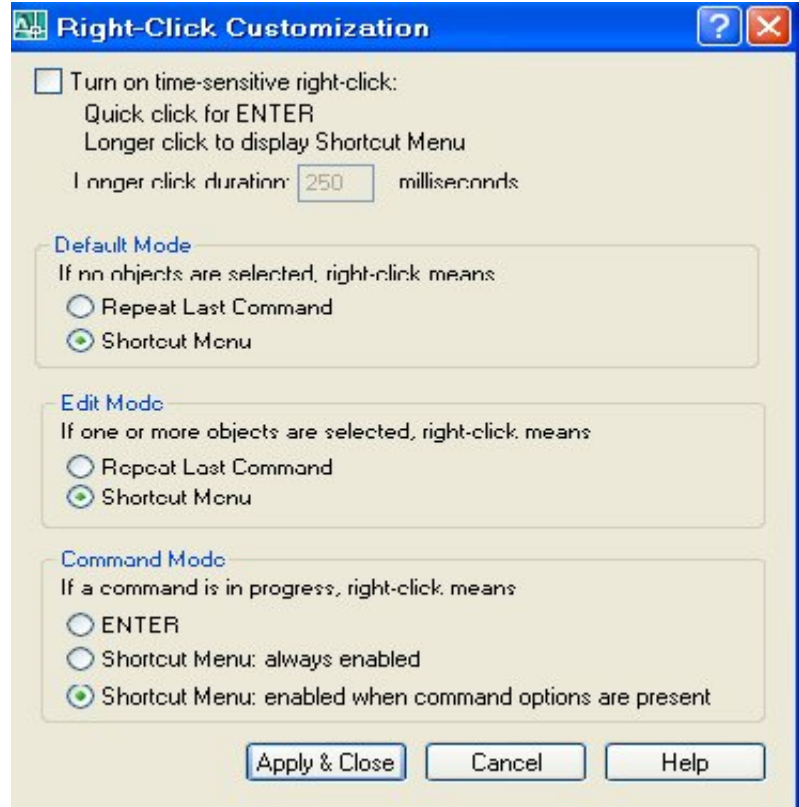 Right-Click Customization
Turn on time-sensitive right-click:
Quick click for ENTER
Longer click to display Shortcut Menu
Longer click duration: 250 milliseconds
Default Mode
If no objects are selected, right-click means
Repeat Last Command
Shortcut Menu
Edit Mode
If one or more objects are selected, right-click means
Repeat Last Command
Shortcut Menu
Command Mode
If a command is in progress, right-click means
ENTER
Shortcut Menu: always enabled
Shortcut Menu: enabled when command options are present
Apply & Close Cancel Help